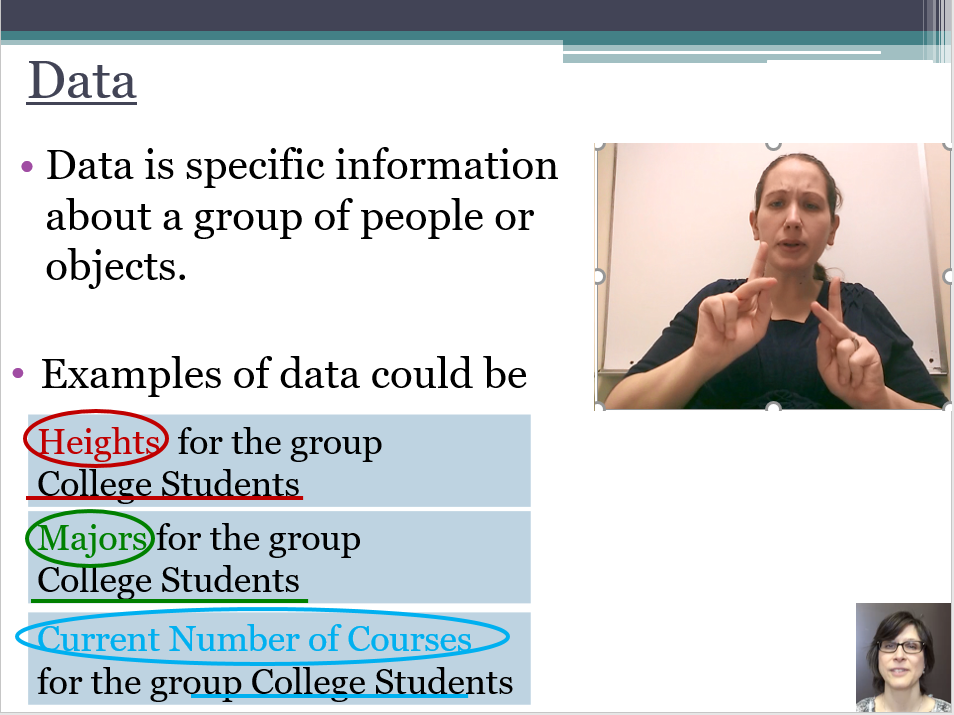 Data
• Data is specific information
about a group of people or
objects.
• Examples of data could be
Heights for the group
College Students
Majors for the group
College Students
Current Number of Courses
for the group College Students